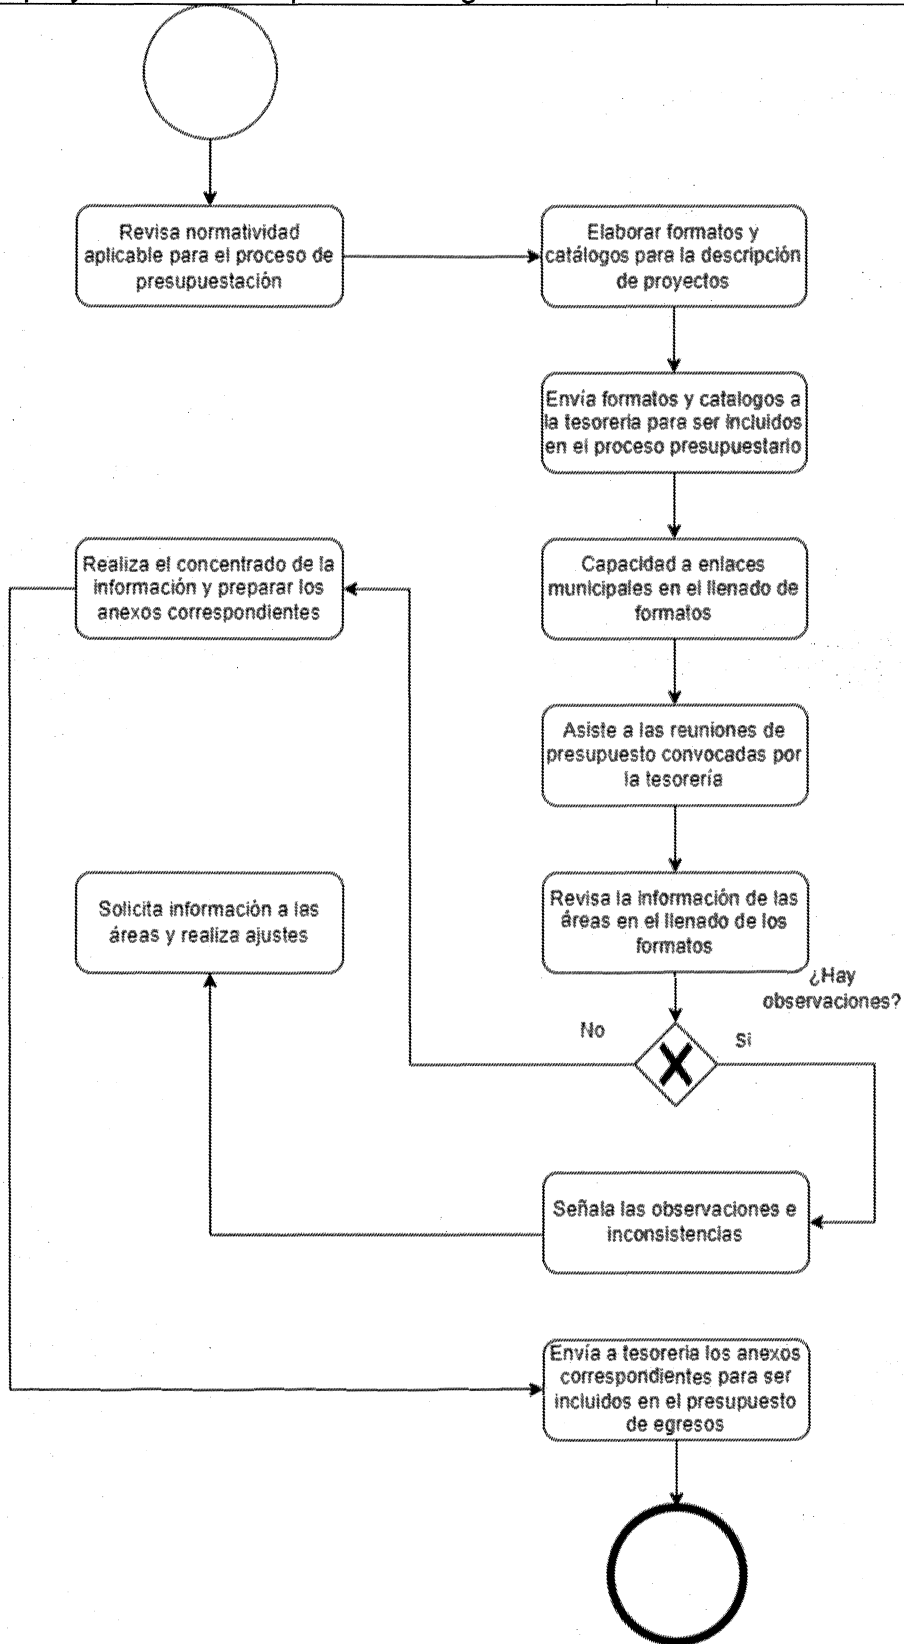 Revisa normatividad
aplicable para el proceso de
presupuestación
Elaborar formatos y
catálogos para la descripción
de proyectos
Envía formatos y catalogos a
la tesoreria para ser incluidos
en el proceso presupuestario
Capacidad a enlaces
municipales en el llenado de
formatos
Realiza el concentrado de la
información y preparar los
anexos correspondientes
Asiste a las reuniones de
presupuesto convocadas por
la tesorería
Revisa la información de las
áreas en el llenado de los
formatos
Solicita información a las
áreas y realiza ajustes
¿Hay
observaciones?
No
Si
Señala las observaciones e
inconsistencias
Envía a tesoreria los anexos
correspondientes para ser
incluidos en el presupuesto
de egresos